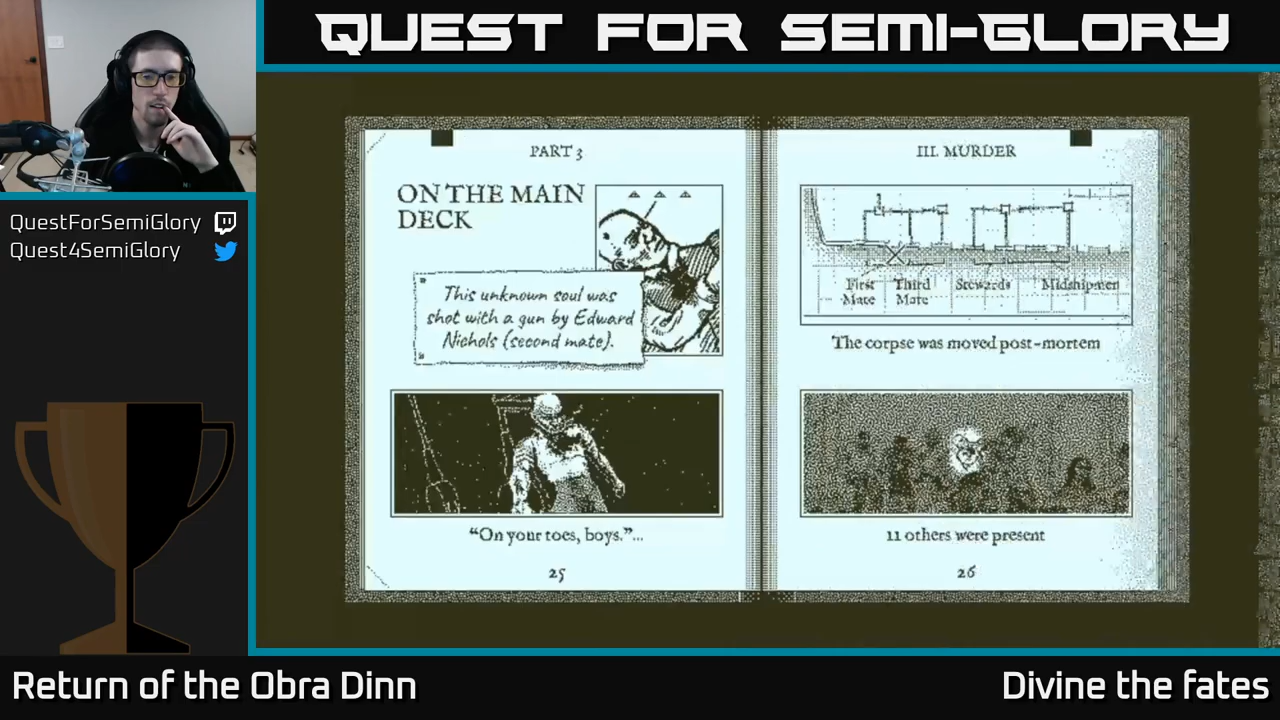 QUEST FOR SEMI-GLORY
QuestForSemiGlory
Quest4SemiGlory
PART 3
ON THE MAIN
DECK
This unknown soul was
shot with a gun by Edward
Nichols (second mate).
"On your toes, boys."...
25
III. MURDER
First
Mate
Third
Mate
Stewards
Midshipmen
The corpse was moved post-mortem
11 others were present
26
Return of the Obra Dinn
Divine the fates